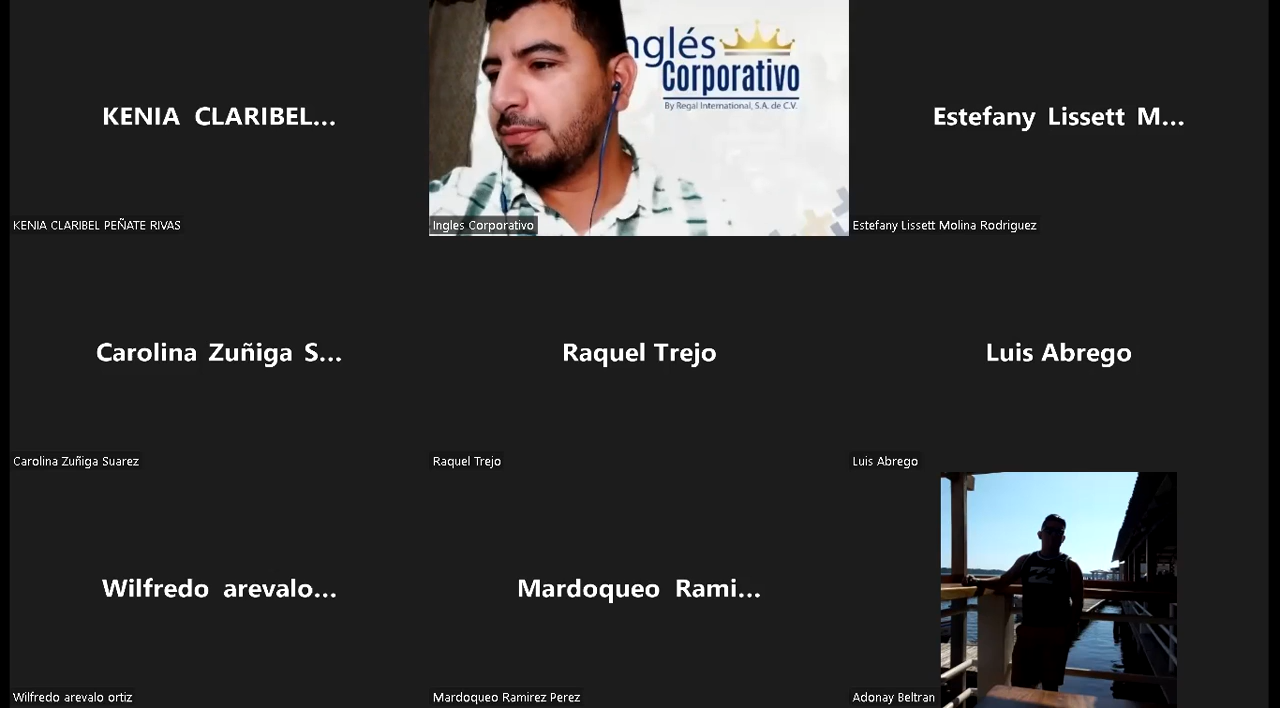 KENIA CLARIBEL...
KENIA CLARIBEL PEÑATE RIVAS
nglés
Corporativo
By Regal International, S.A. de C.V.
Ingles Corporativo
Estefany Lissett M...
Estefany Lissett Molina Rodriguez
Carolina Zuñiga S...
Carolina Zuñiga Suarez
Raquel Trejo
Raquel Trejo
Luis Abrego
Luis Abrego
Wilfredo arevalo...
Wilfredo arevalo ortiz
Mardoqueo Rami...
Mardoqueo Ramirez Perez
Adonay Beltran